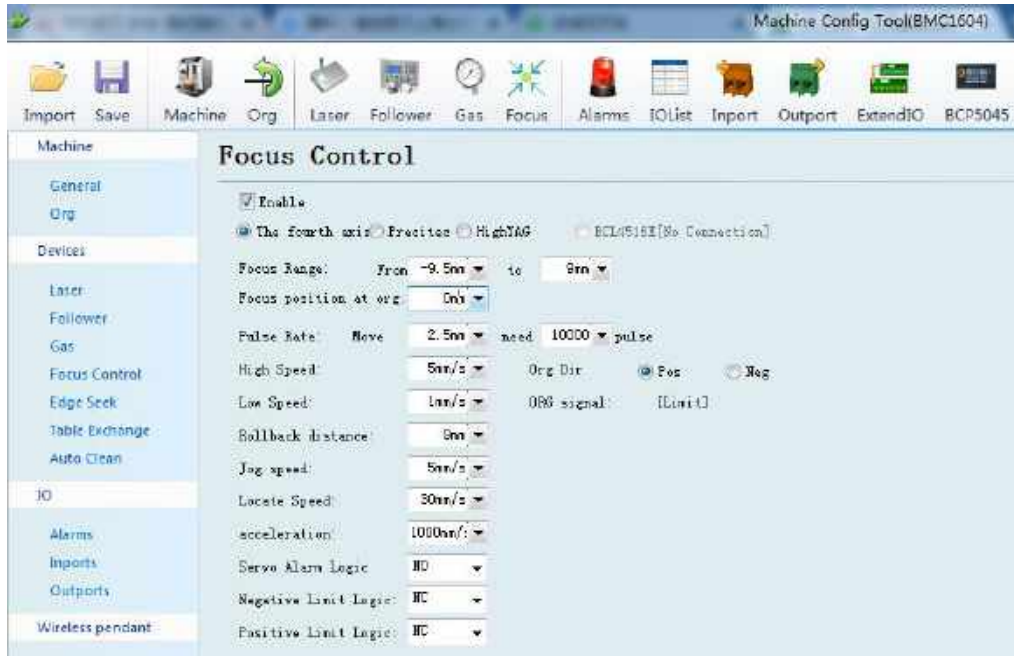 Machine Config Tool(BMC1604)
Import Save Machine Org Laser Follower Gas Focus Alarms IOList Inport Outport ExtendIO BCP5045
Machine
General
Org
Devices
Laser
Follower
Gas
Focus Control
Edge Seek
Table Exchange
Auto Clean
IO
Alarms
Inports
Outports
Wireless pendant
Focus Control
Enable
The fourth axis Precitec HighYAG [No Connection]
Focus Range: From -9.5mm to 9mm
Focus position at org:
Pulse Rate: Move 2.5mm need 10000 pulse
High Speed: 5mm/s Org Dir Pos Neg
Low Speed: 1mm/s ORG signal: [Limit]
Rollback distance:
Jog speed: 5mm/s
Locate Speed: 30mm/s
acceleration:
Servo Alarm Logic NO
Negative Limit Logic: NC
Positive Limit Logic: NC